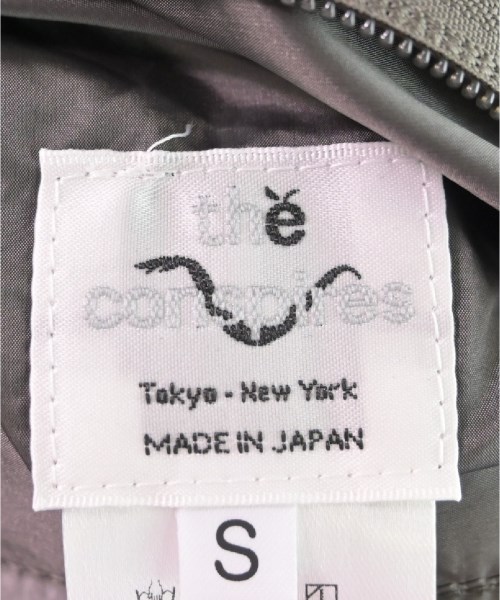 the
conspires
Tokyo - New York
MADE IN JAPAN
S